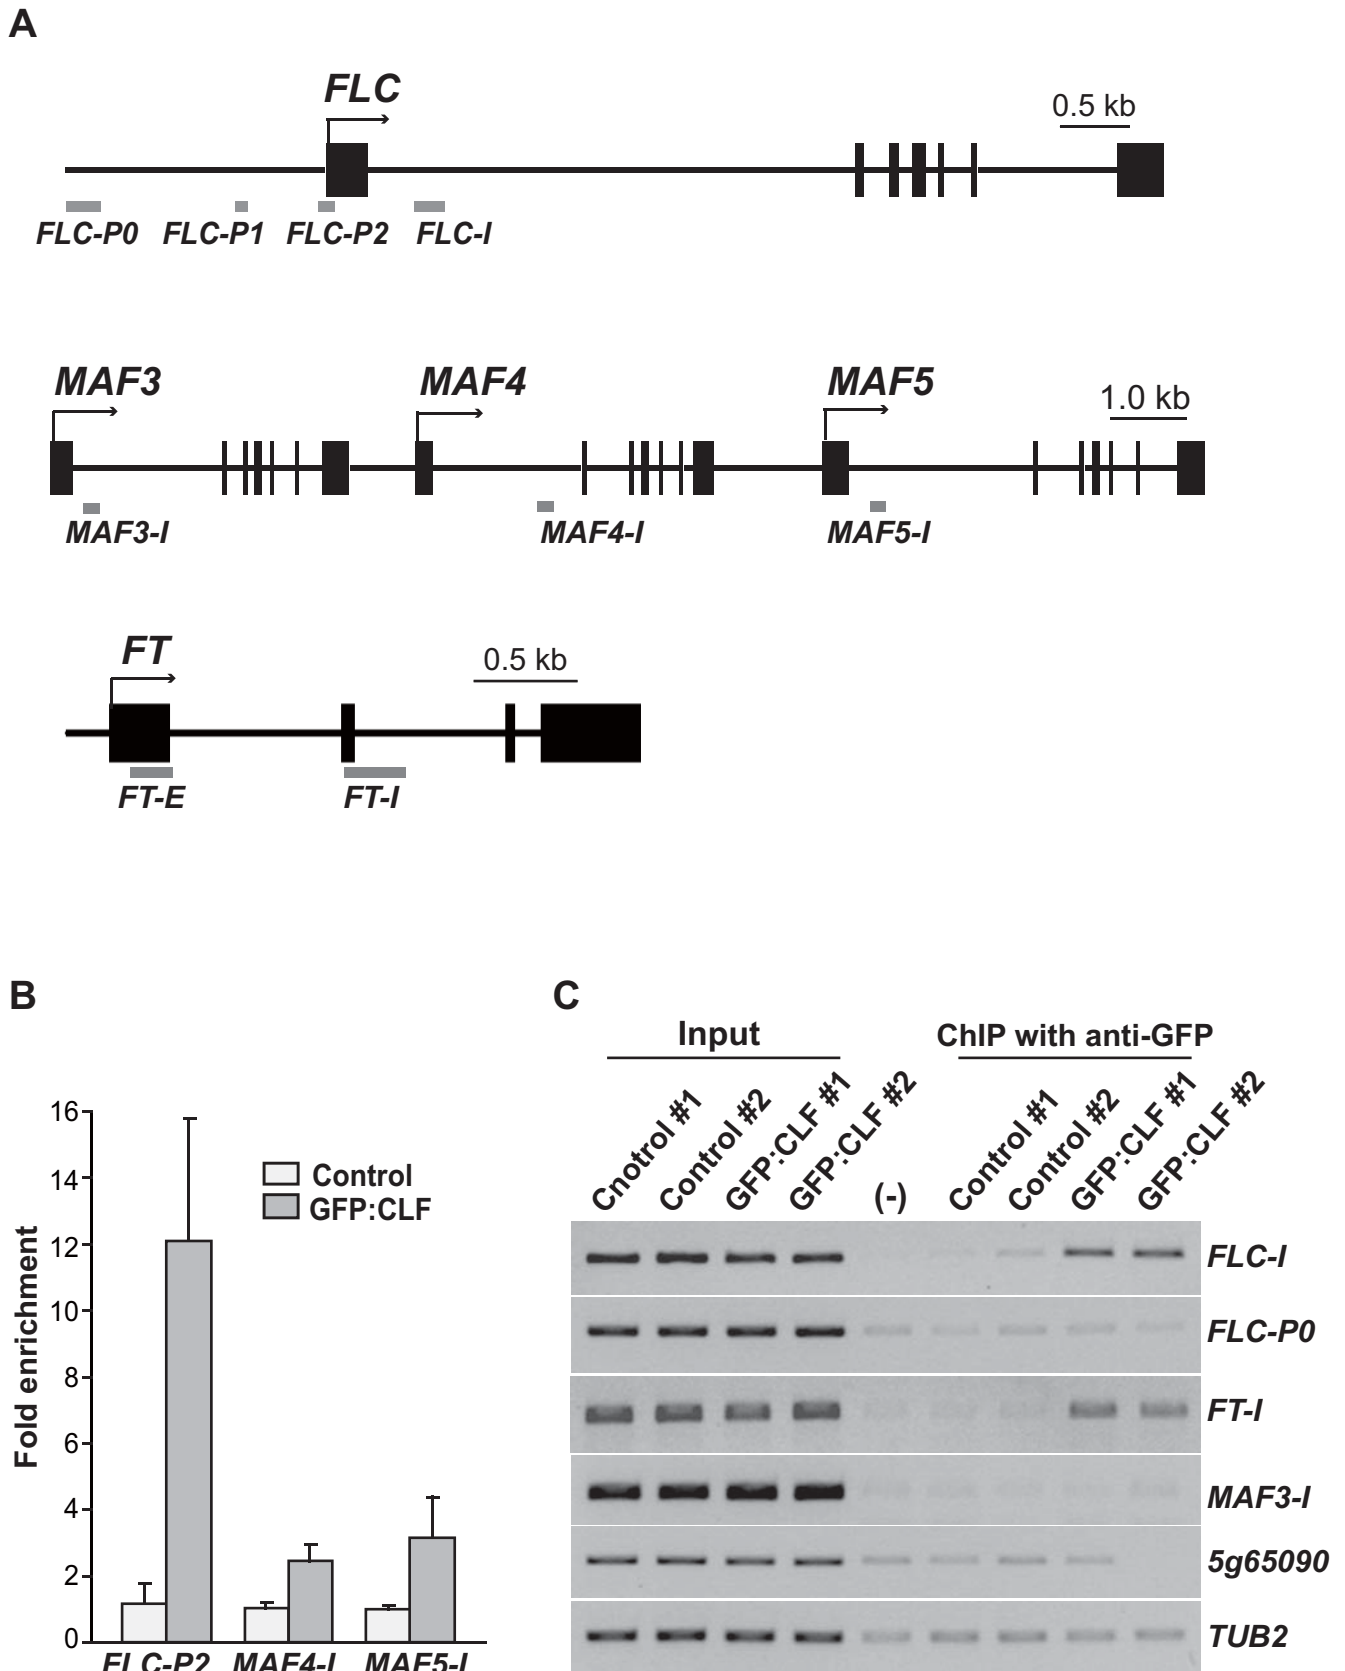 A
FLC
0.5 kb
FLC-P0 FLC-P1 FLC-P2 FLC-I
MAF3 MAF4 MAF5
1.0 kb
MAF3-I MAF4-I MAF5-I
FT
0.5 kb
FT-E FT-I
B
Fold enrichment
16
14
12
10
8
6
4
2
0
Control
GFP:CLF
FLC-P2 MAF4-I MAF5-I
C
Input ChIP with anti-GFP
Cnotrol #1 Control #2 GFP:CLF #1 GFP:CLF #2 (-) Control #1 Control #2 GFP:CLF #1 GFP:CLF #2
FLC-I
FLC-P0
FT-I
MAF3-I
5g65090
TUB2